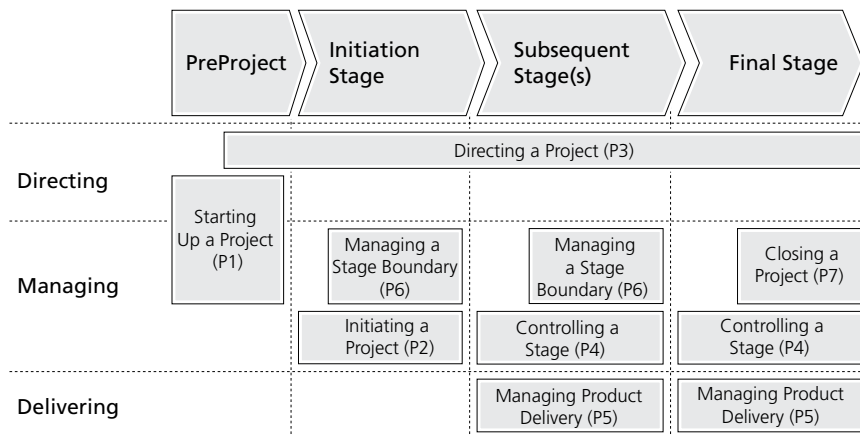 PreProject
Initiation
Stage
Subsequent
Stage(s)
Final Stage
Directing a Project (P3)
Directing
Starting
Up a Project
(P1)
Managing a
Stage Boundary
(P6)
Managing
a Stage
Boundary (P6)
Closing a
Project (P7)
Managing
Initiating a
Project (P2)
Controlling a
Stage (P4)
Controlling a
Stage (P4)
Delivering
Managing Product
Delivery (P5)
Managing Product
Delivery (P5)